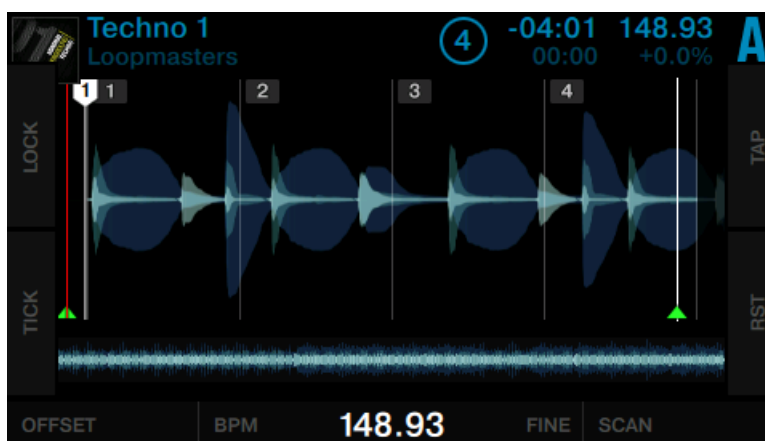 Techno 1
Loopmasters
4
-04:01
00:00
148.93
+0.0%
A
1 1 2 3 4
LOCK
TAP
TICK
RST
OFFSET BPM 148.93 FINE SCAN